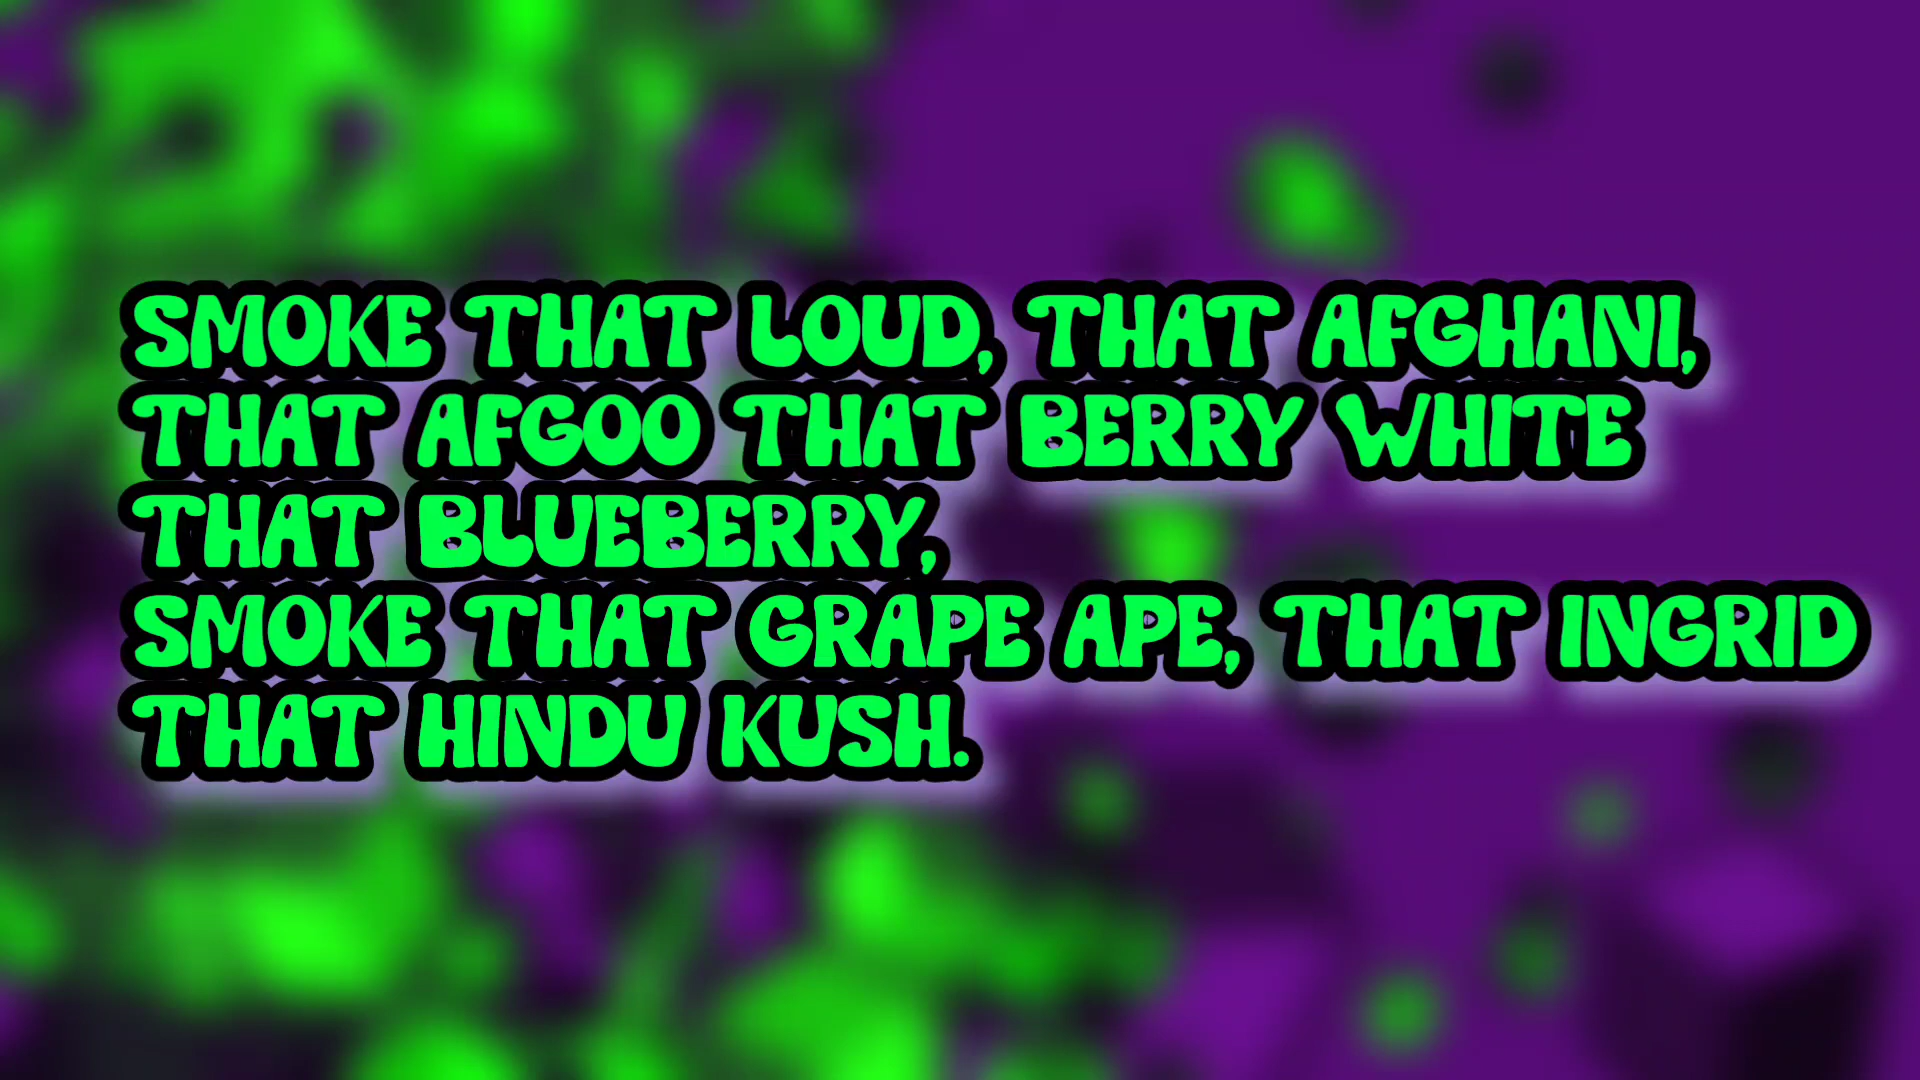 SMOKE THAT LOUD, THAT AFGHANI,
THAT AFGOO THAT BERRY WHITE
THAT BLUEBERRY,
SMOKE THAT GRAPE APE, THAT INGRID
THAT HINDU KUSH.